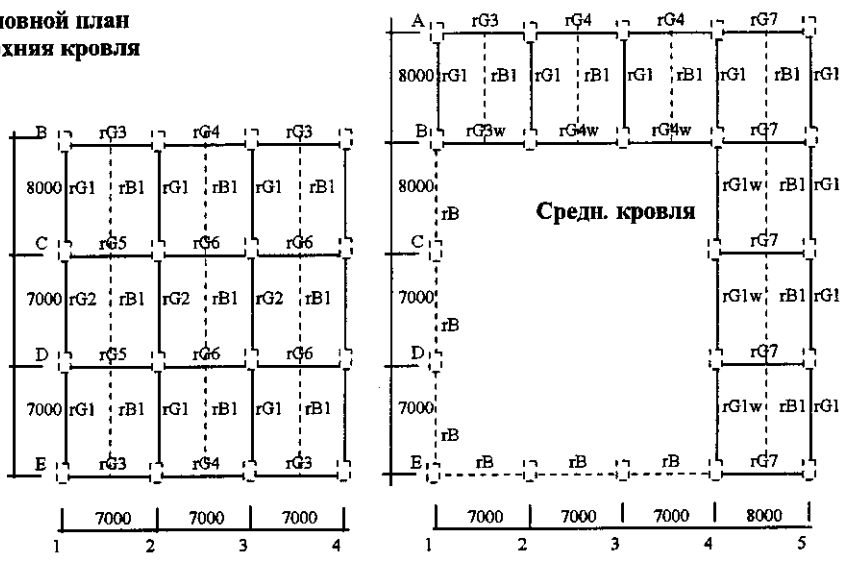 новной план
хняя кровля
B rG3 rG4 rG3
8000 rG1 rB1 rG1 rB1 rG1 rB1
C rG5 rG6 rG6
7000 rG2 rB1 rG2 rB1 rG2 rB1
D rG5 rG6 rG6
7000 rG1 rB1 rG1 rB1 rG1 rB1
E rG3 rG4 rG3
7000 7000 7000
1 2 3 4
A rG3 rG4 rG4 rG7
8000 rG1 rB1 rG1 rB1 rG1 rB1 rG1 rB1 rG1
B rG3w rG4w rG4w rG7
8000 rG1w rB1 rG1
rB Средн. кровля
C rG7
7000 rG1w rB1 rG1
rB
D rG7
7000 rG1w rB1 rG1
rB
E rB rB rB rG7
7000 7000 7000 8000
1 2 3 4 5